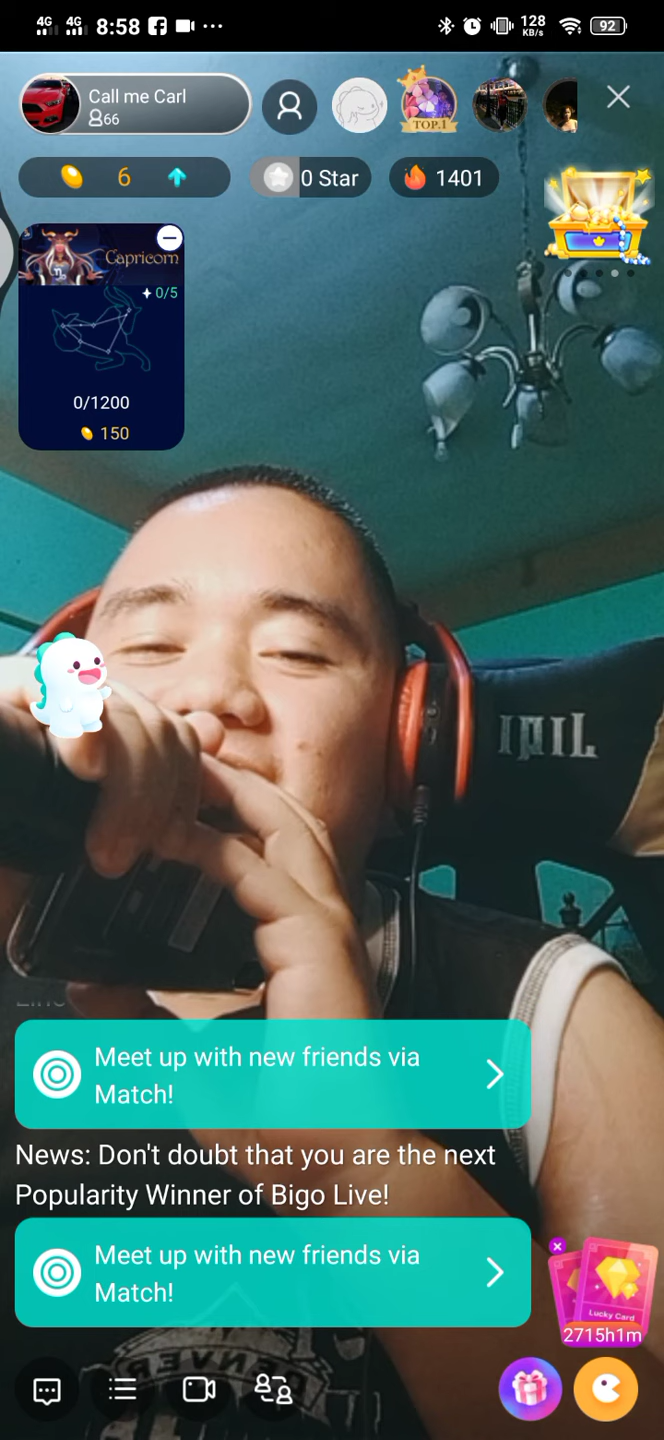 4G 4G 8:58 128 KB/s 92
Call me Carl
66
TOP.1
6 0 Star 1401
Capricorn
0/5
0/1200
150
Meet up with new friends via
Match!
News: Don't doubt that you are the next
Popularity Winner of Bigo Live!
Meet up with new friends via
Match!
Lucky Card
2715h1m
DENVER